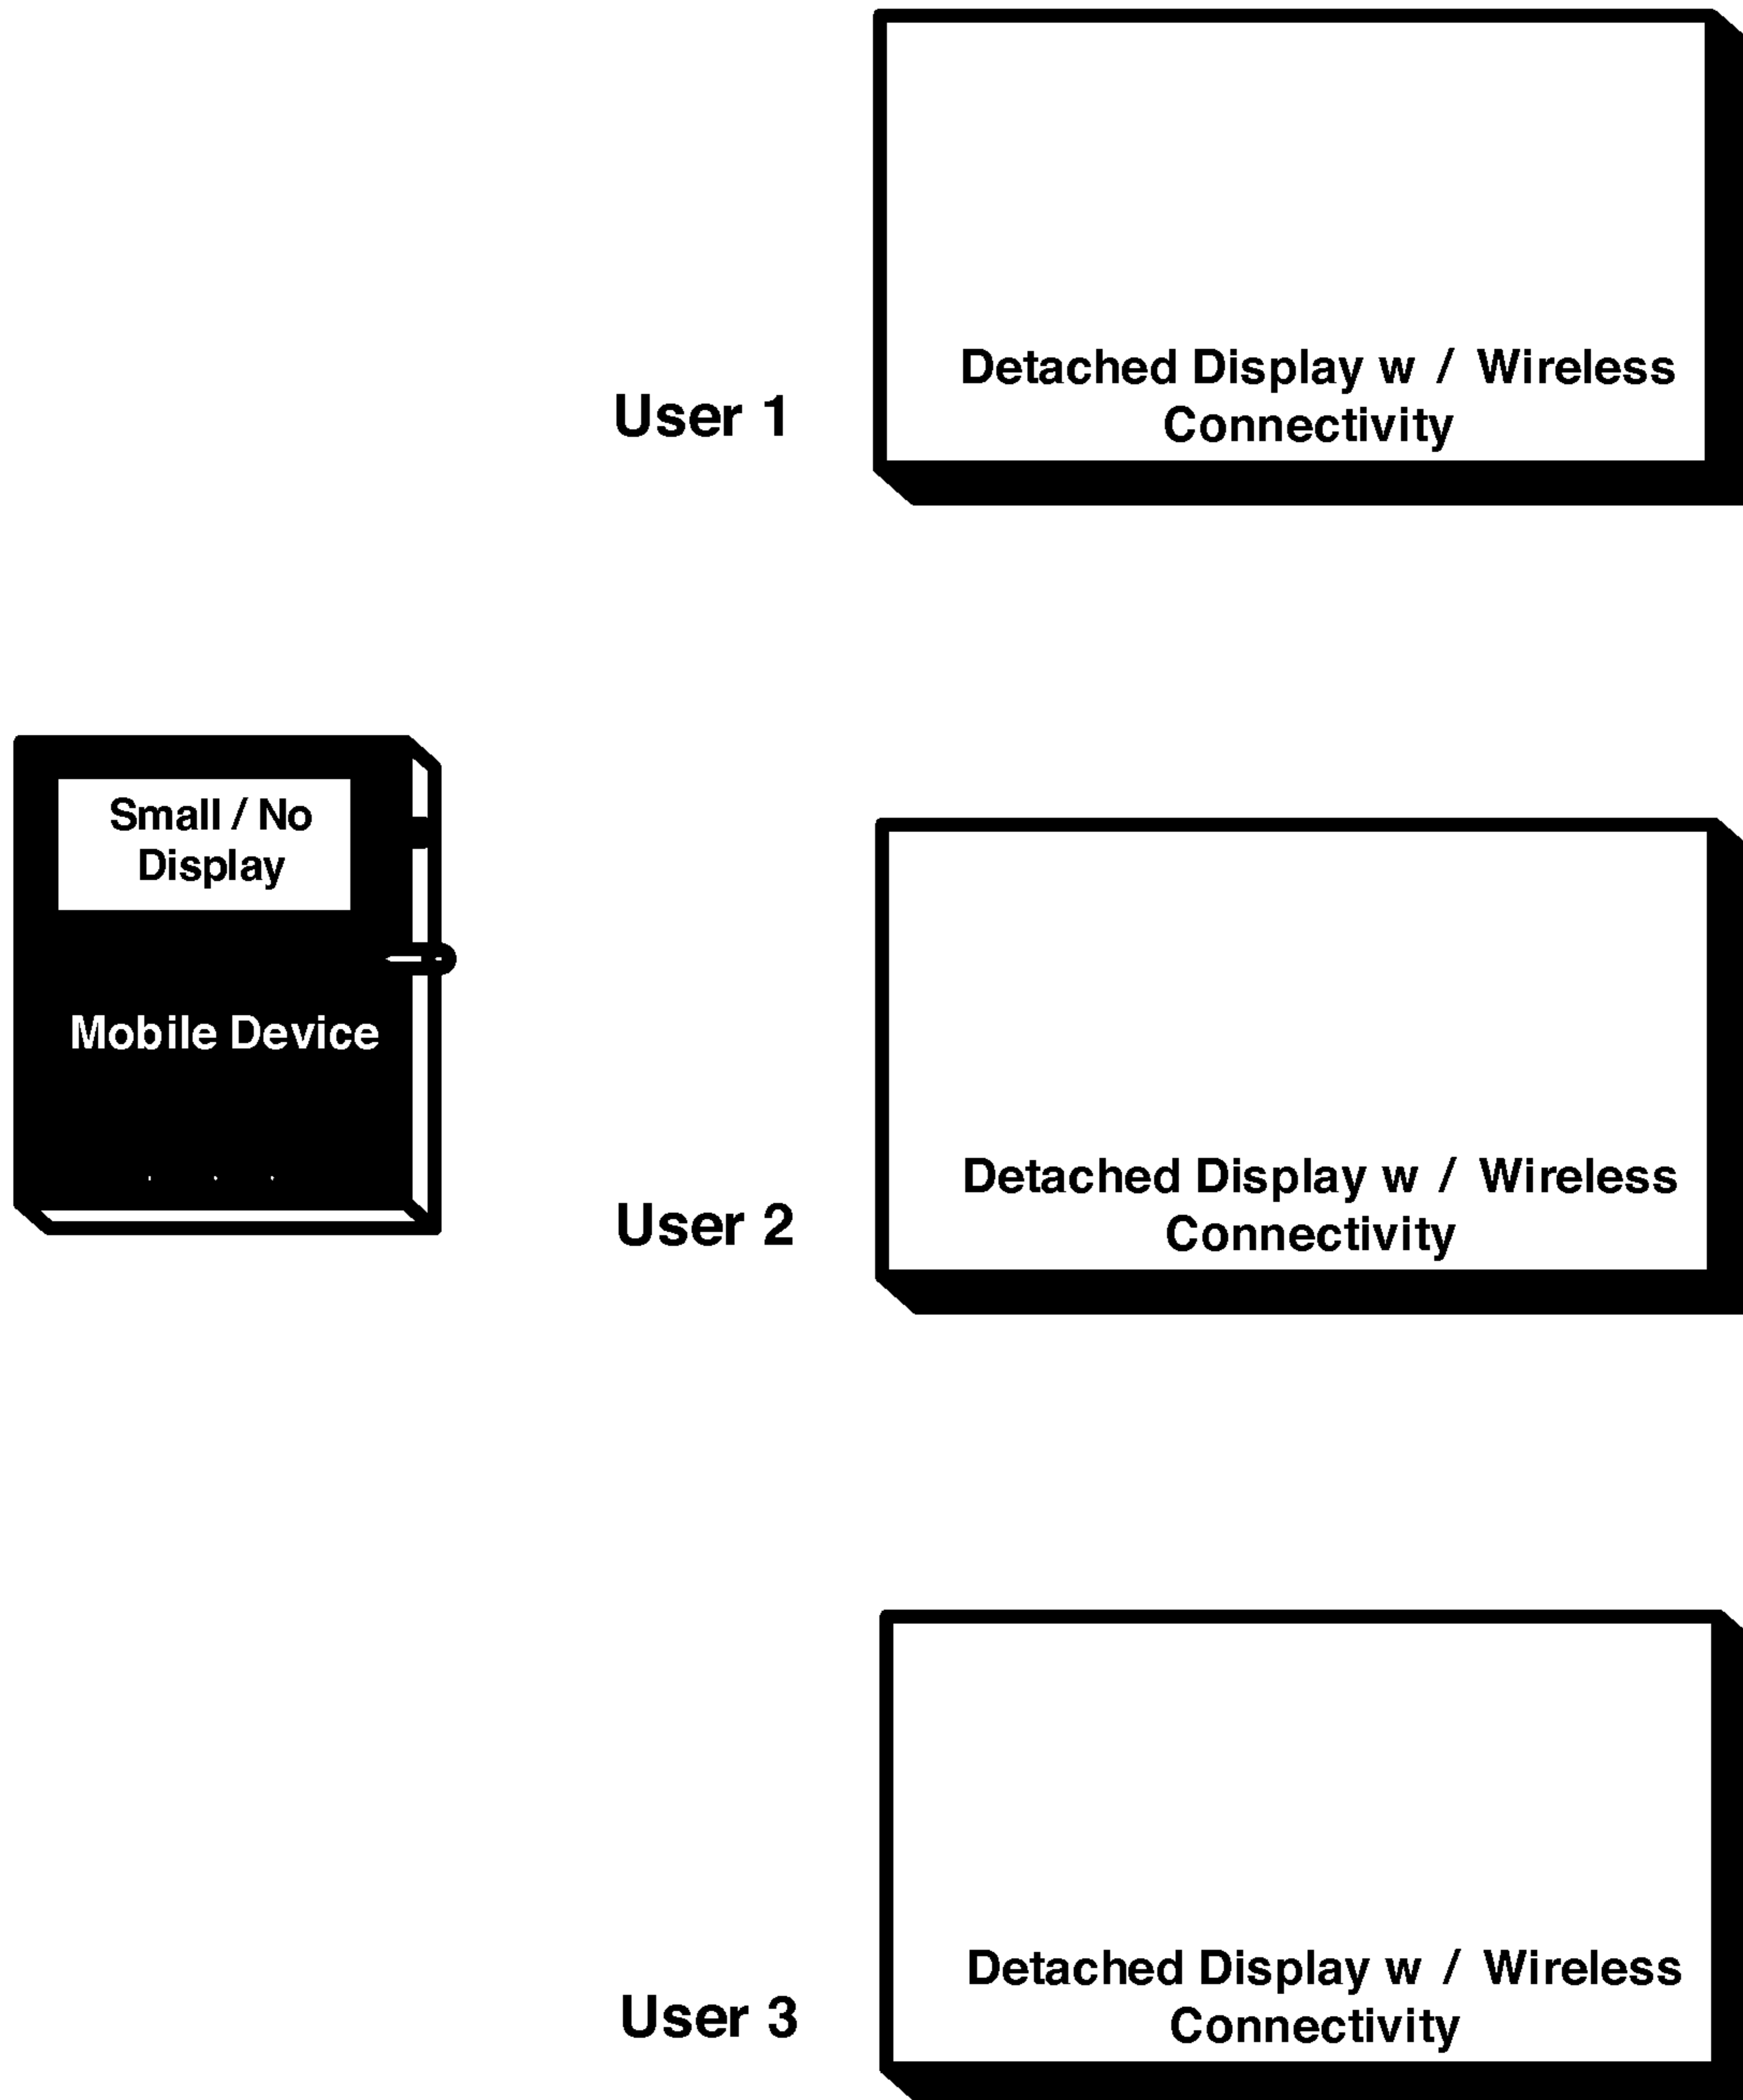 Detached Display w / Wireless
Connectivity
User 1
Small / No
Display
Mobile Device
Detached Display w / Wireless
Connectivity
User 2
Detached Display w / Wireless
Connectivity
User 3